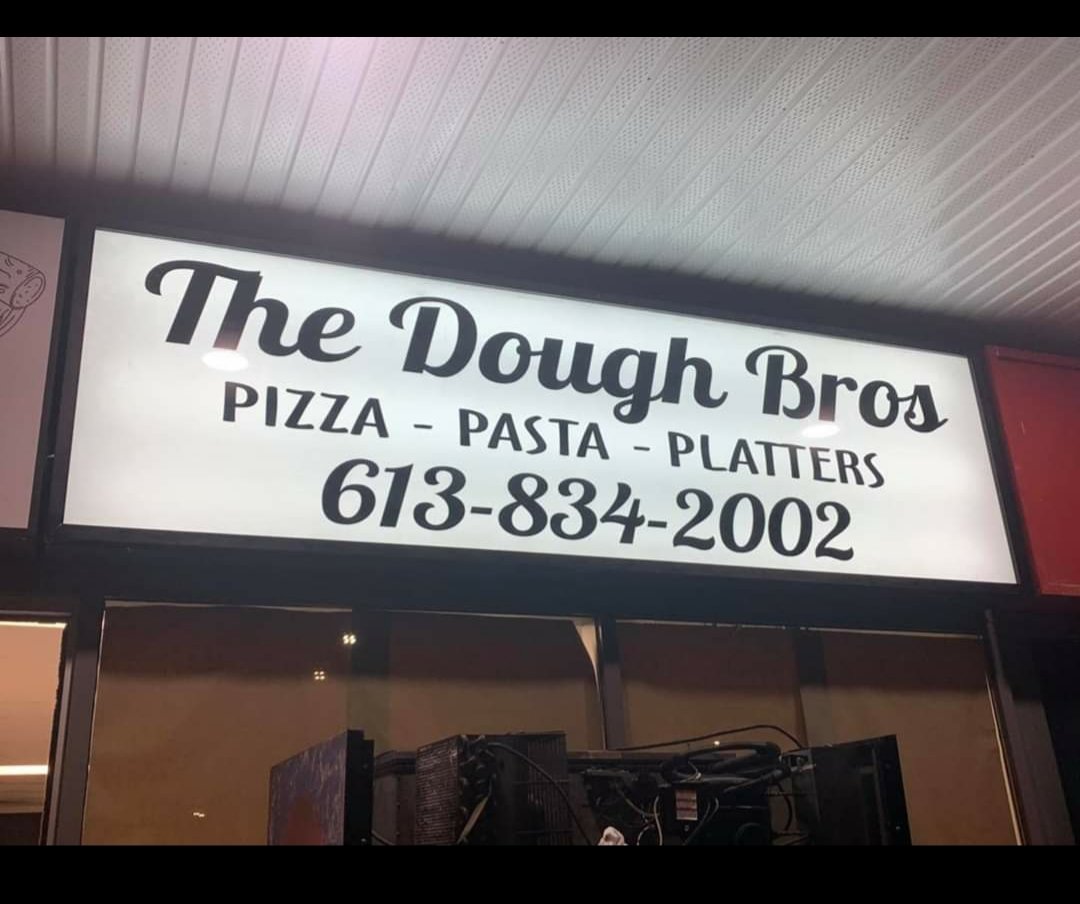 The Dough Bros
PIZZA - PASTA - PLATTERS
613-834-2002